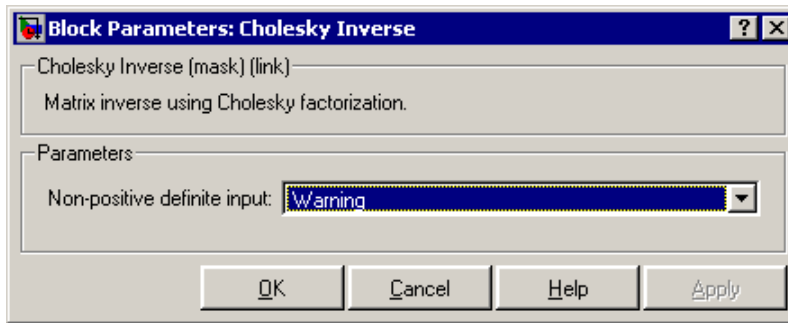 Block Parameters: Cholesky Inverse
Cholesky Inverse (mask) (link)
Matrix inverse using Cholesky factorization.
Parameters
Non-positive definite input: Warning
OK Cancel Help Apply